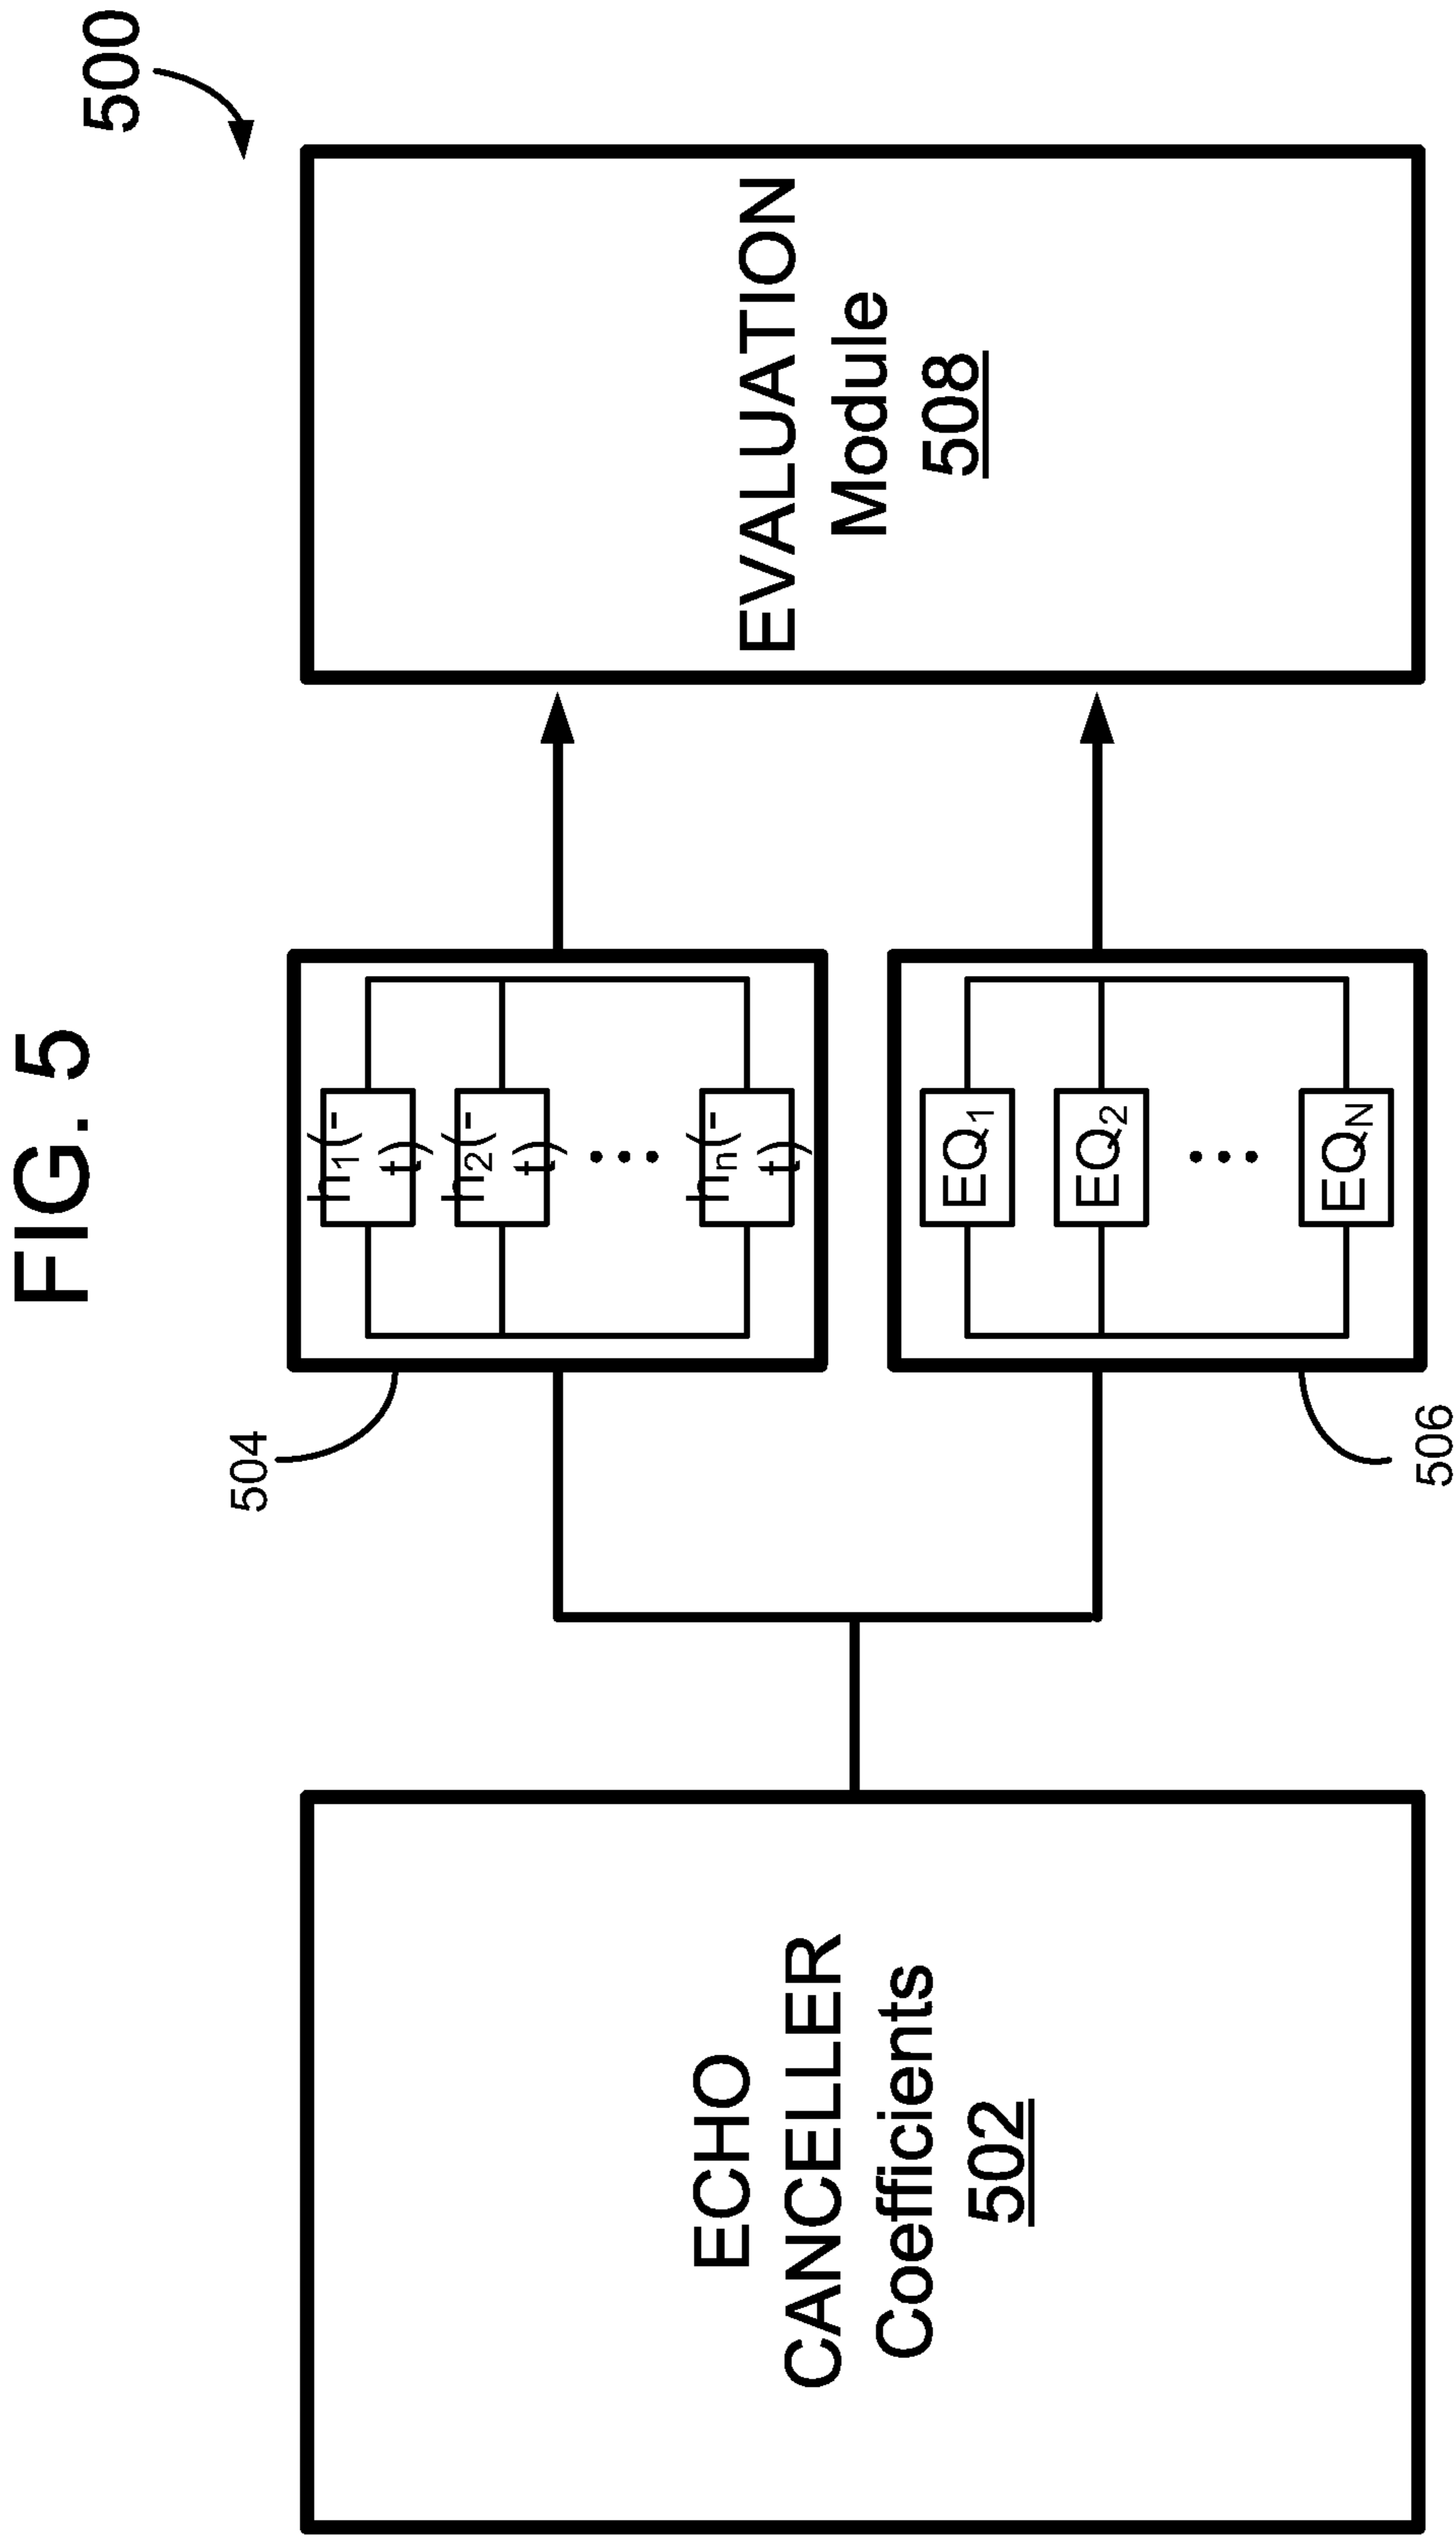 FIG. 5
500
ECHO
CANCELLER
Coefficients
502
504
h1(-
t)
h2(-
t)
hn(-
t)
506
EQ1
EQ2
EQN
EVALUATION
Module
508